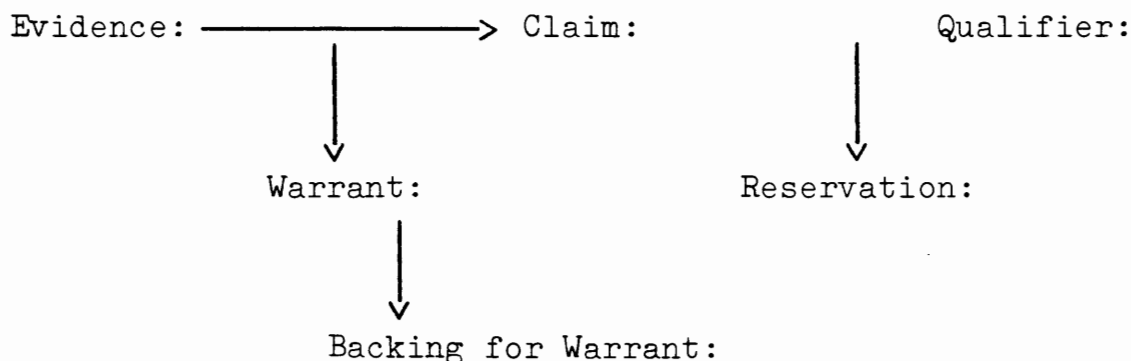 Evidence: Claim: Qualifier:
Warrant: Reservation:
Backing for Warrant: